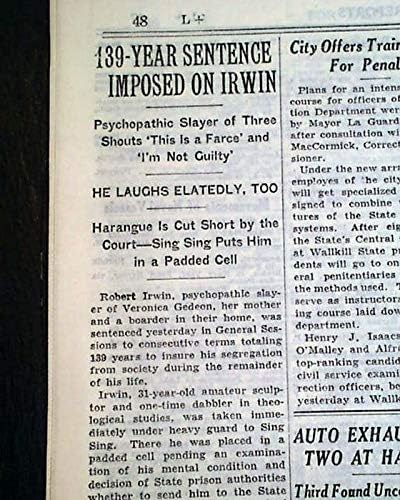 48 L+
139-YEAR SENTENCE
IMPOSED ON IRWIN
Psychopathic Slayer of Three
Shouts ‘This Is a Farce’ and
‘I’m Not Guilty’
HE LAUGHS ELATEDLY, TOO
Harangue Is Cut Short by the
Court—Sing Sing Puts Him
in a Padded Cell
Robert Irwin, psychopathic slay-
er of Veronica Gedeon, her mother
and a boarder in their home, was
sentenced yesterday in General Ses-
sions to consecutive terms totaling
139 years to insure his segregation
from society during the remainder
of his life.
Irwin, 31-year-old amateur sculp-
tor and one-time dabbler in theo-
logical studies, was taken imme-
diately under heavy guard to Sing
Sing. There he was placed in a
padded cell pending an examination
of his mental condition and
decision of State prison authorities
whether to send him to the State
City Offers Train
For Penal
Plans for an intens
course for officers of
tion Department were
by Mayor La Guard
after consultation wi
MacCormick, Correct
sioner.
Under the new arra
employes of the city
will get specialized
signed to combine
tures of the State
systems. After eig
the State's Central
at Wallkill State p
dents will go to on
eral penitentiaries
the methods used. T
serve as instructors
ing course laid dow
department.
Henry J. Isaacs
O'Malley and Alfre
top-ranking candid
civil service exami
rection officers, be
yesterday at Wallk
AUTO EXHAU
TWO AT HA
Third Found Unc